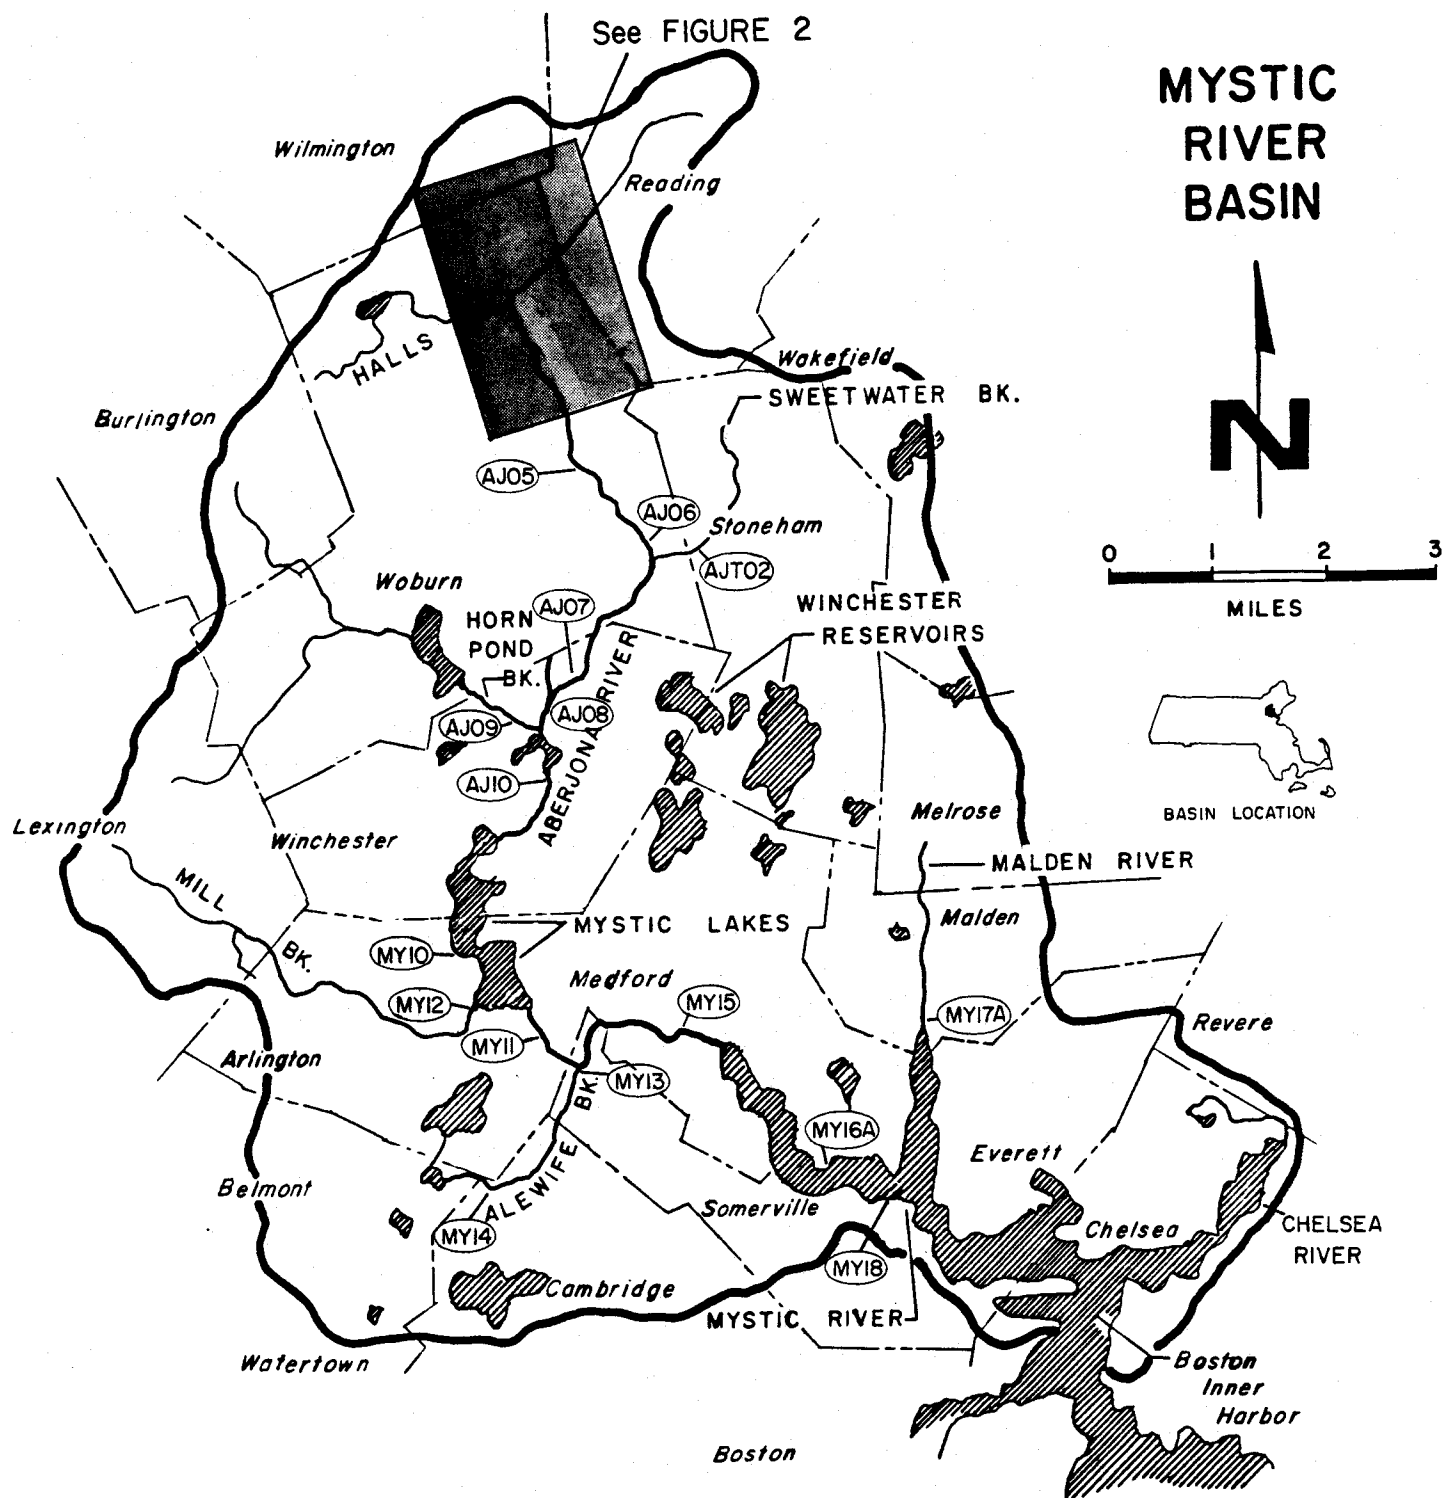 See FIGURE 2
MYSTIC
RIVER
BASIN
Wilmington
Reading
N
HALLS
Wakefield
SWEETWATER BK.
Burlington
AJ05
AJ06
Stoneham
AJT02
0 1 2 3
MILES
Woburn
AJ07
HORN
POND
BK.
WINCHESTER
RESERVOIRS
ABERJONA RIVER
AJ08
AJ09
AJ10
BASIN LOCATION
Lexington
Winchester
Melrose
MALDEN RIVER
MILL
BK.
MYSTIC LAKES
Malden
MY10
Medford
MY12
MY15
MY17A
Revere
MY11
Arlington
MY13
MY16A
ALEWIFE BK.
Everett
Belmont
Somerville
Chelsea
CHELSEA
RIVER
MY14
MY18
Cambridge
MYSTIC RIVER
Watertown
Boston
Inner
Harbor
Boston